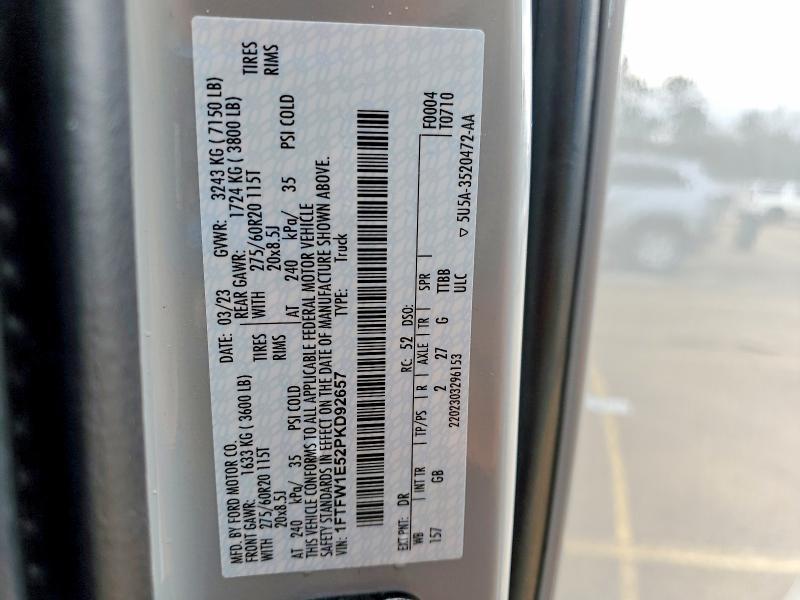 MFD. BY FORD MOTOR CO.
DATE: 03/23 GVWR: 3243 KG ( 7150 LB)
FRONT GAWR: 1633 KG ( 3600 LB) REAR GAWR: 1724 KG ( 3800 LB)
WITH 275/60R20 115T TIRES WITH 275/60R20 115T TIRES
20x8.5J RIMS 20x8.5J RIMS
AT 240 kPa/ 35 PSI COLD AT 240 kPa/ 35 PSI COLD
THIS VEHICLE CONFORMS TO ALL APPLICABLE FEDERAL MOTOR VEHICLE
SAFETY STANDARDS IN EFFECT ON THE DATE OF MANUFACTURE SHOWN ABOVE.
VIN: 1FTFW1E52PKD92657 TYPE: Truck
EXT PNT: DR RC: 52 DSO: F0004
WB INT TR TP/PS R AXLE TR SPR T0710
157 GB 2 27 G TTBB
2202303296153 ULC ▽ 5U5A-3520472-AA